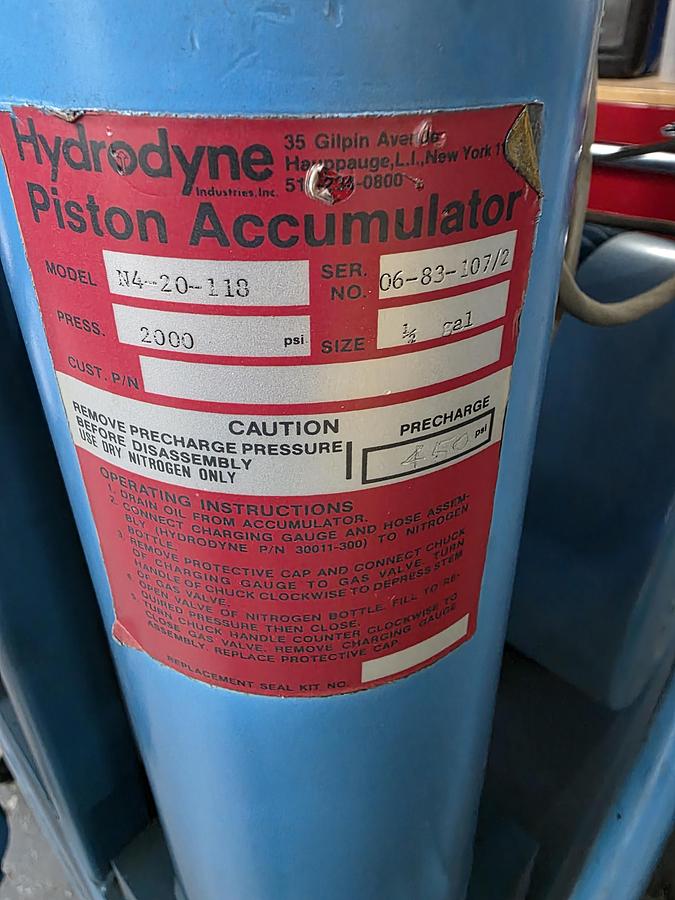 Hydrodyne
Industries, Inc.
35 Gilpin Avenue
Hauppauge, L.I., New York
Piston Accumulator
MODEL N4-20-118
SER. NO. 06-83-107/2
PRESS. 2000 psi
SIZE ½ gal
CUST. P/N
CAUTION
REMOVE PRECHARGE PRESSURE
BEFORE DISASSEMBLY
USE DRY NITROGEN ONLY
PRECHARGE
450 psi
OPERATING INSTRUCTIONS
1. DRAIN OIL FROM ACCUMULATOR.
2. CONNECT CHARGING GAUGE AND HOSE ASSEM-
BLY (HYDRODYNE P/N 30011-300) TO NITROGEN
BOTTLE.
3. REMOVE PROTECTIVE CAP AND CONNECT CHUCK
OF CHARGING GAUGE TO GAS VALVE. TURN
HANDLE OF CHUCK CLOCKWISE TO DEPRESS STEM
OF GAS VALVE.
4. OPEN VALVE OF NITROGEN BOTTLE. FILL TO RE-
QUIRED PRESSURE THEN CLOSE.
5. TURN CHUCK HANDLE COUNTER CLOCKWISE TO
CLOSE GAS VALVE. REMOVE CHARGING GAUGE
ASSEMBLY. REPLACE PROTECTIVE CAP.
REPLACEMENT SEAL KIT NO.